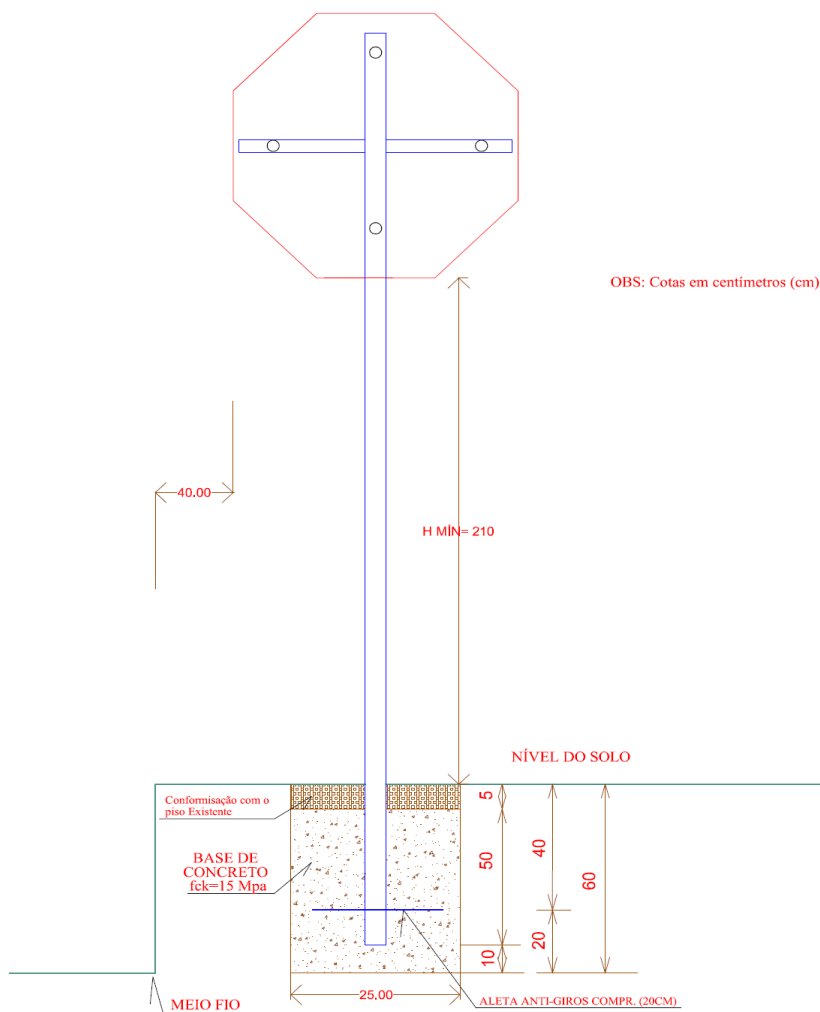 OBS: Cotas em centímetros (cm)
40.00
H MÍN= 210
NÍVEL DO SOLO
Conformisação com o
piso Existente
5
BASE DE
CONCRETO
fck=15 Mpa
50
40
60
10
20
25.00
MEIO FIO
ALETA ANTI-GIROS COMPR. (20CM)